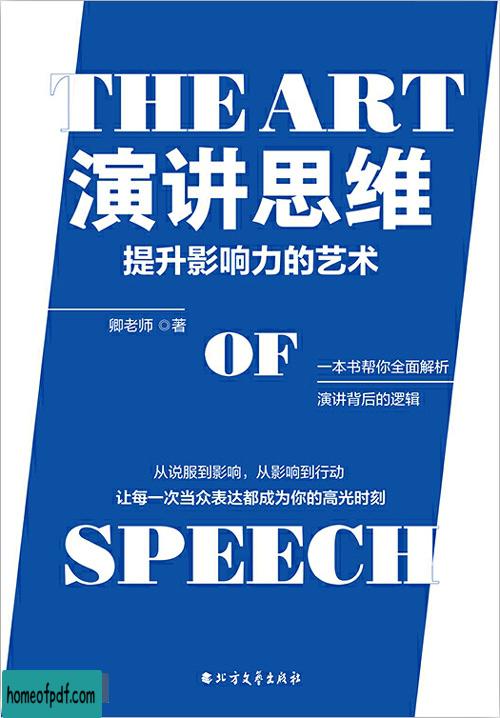 THE ART
演讲思维
提升影响力的艺术
卿老师 ◎著
OF
一本书帮你全面解析
演讲背后的逻辑
从说服到影响，从影响到行动
让每一次当众表达都成为你的高光时刻
SPEECH
北方文艺出版社
homeofpdf.com